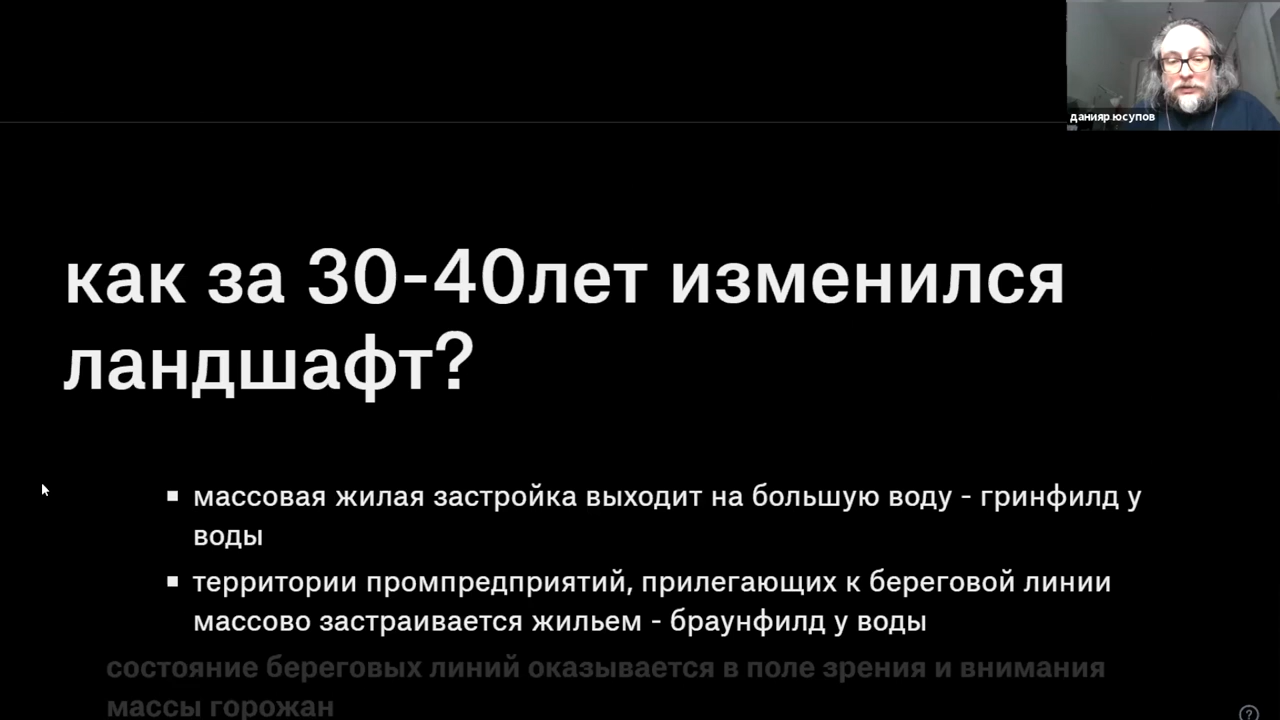 данияр юсупов
как за 30-40лет изменился
ландшафт?
▪ массовая жилая застройка выходит на большую воду - гринфилд у
воды
▪ территории промпредприятий, прилегающих к береговой линии
массово застраивается жильем - браунфилд у воды
состояние береговых линий оказывается в поле зрения и внимания
массы горожан
?